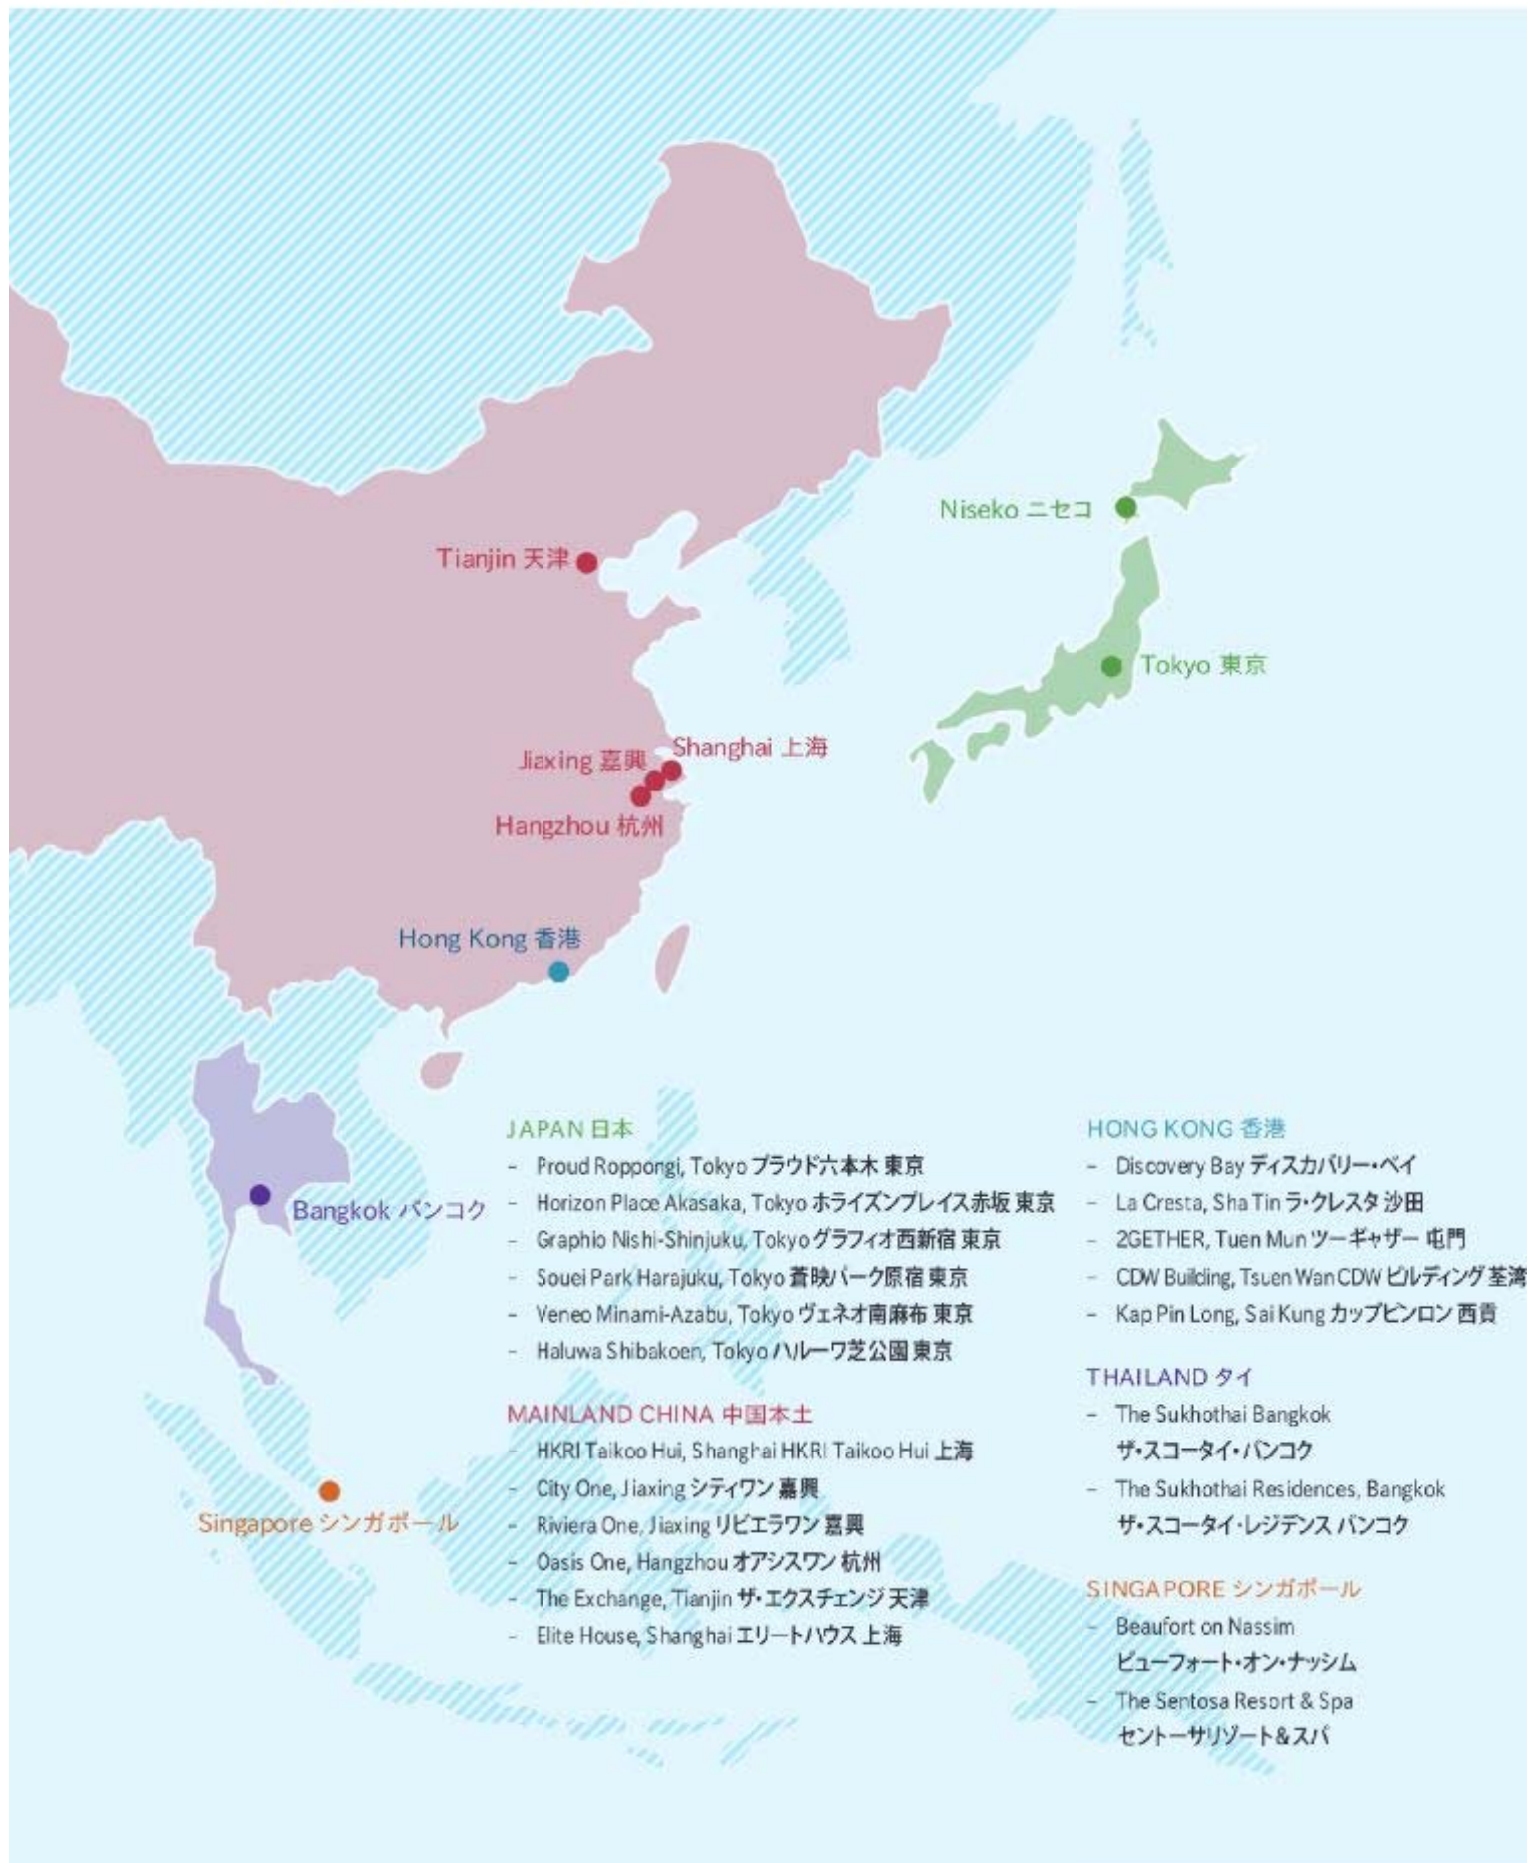 Niseko ニセコ
Tianjin 天津
Tokyo 東京
Shanghai 上海
Jiaxing 嘉興
Hangzhou 杭州
Hong Kong 香港
Bangkok バンコク
Singapore シンガポール
JAPAN 日本
– Proud Roppongi, Tokyo プラウド六本木 東京
– Horizon Place Akasaka, Tokyo ホライズンプレイス赤坂 東京
– Graphio Nishi-Shinjuku, Tokyo グラフィオ西新宿 東京
– Souei Park Harajuku, Tokyo 蒼映パーク原宿 東京
– Veneo Minami-Azabu, Tokyo ヴェネオ南麻布 東京
– Haluwa Shibakoen, Tokyo ハルーワ芝公園 東京
MAINLAND CHINA 中国本土
– HKRI Taikoo Hui, Shanghai HKRI Taikoo Hui 上海
– City One, Jiaxing シティワン 嘉興
– Riviera One, Jiaxing リビエラワン 嘉興
– Oasis One, Hangzhou オアシスワン 杭州
– The Exchange, Tianjin ザ・エクスチェンジ 天津
– Elite House, Shanghai エリートハウス 上海
HONG KONG 香港
– Discovery Bay ディスカバリー・ベイ
– La Cresta, Sha Tin ラ・クレスタ 沙田
– 2GETHER, Tuen Mun ツーギャザー 屯門
– CDW Building, Tsuen Wan CDW ビルディング 荃湾
– Kap Pin Long, Sai Kung カップピンロン 西貢
THAILAND タイ
– The Sukhothai Bangkok
ザ・スコータイ・バンコク
– The Sukhothai Residences, Bangkok
ザ・スコータイ・レジデンス バンコク
SINGAPORE シンガポール
– Beaufort on Nassim
ビューフォート・オン・ナッシム
– The Sentosa Resort & Spa
セントーサリゾート&スパ